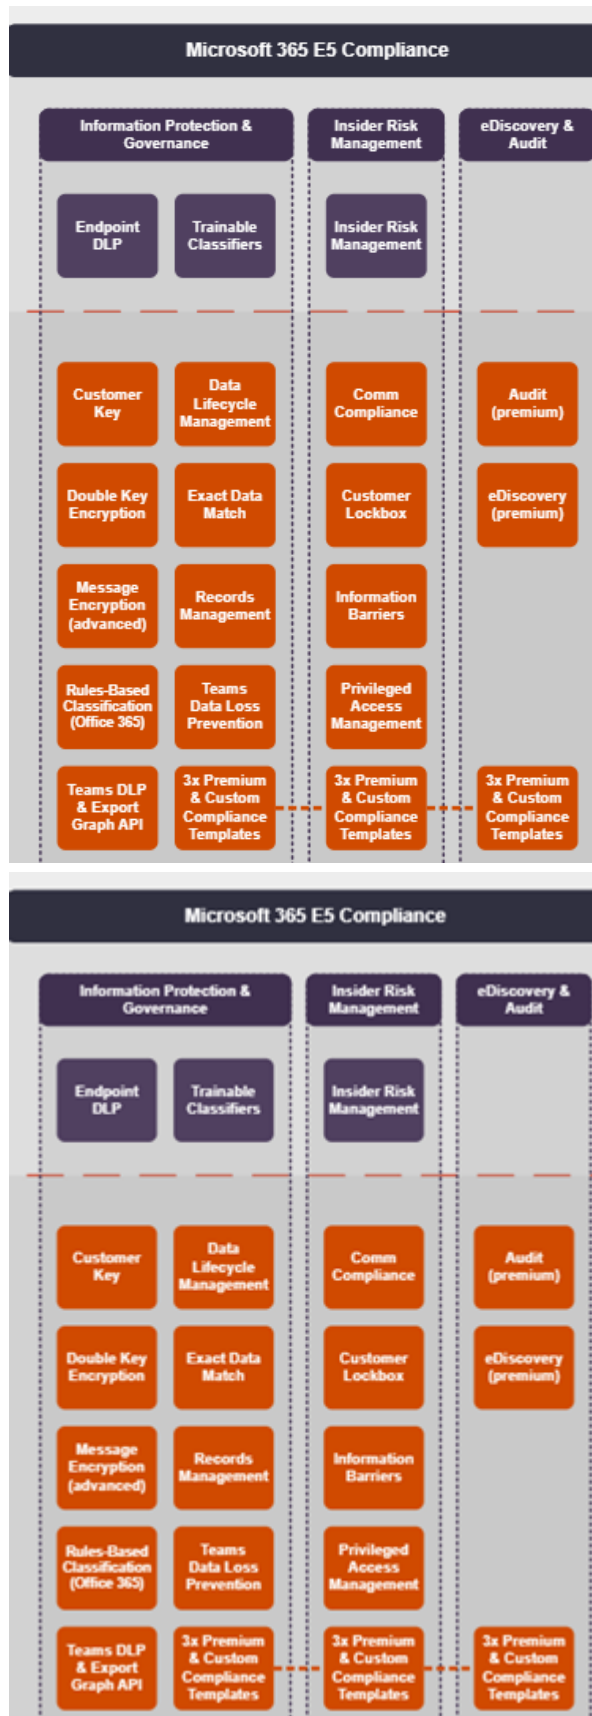 Microsoft 365 E5 Compliance
Information Protection &
Governance
Insider Risk
Management
eDiscovery &
Audit
Endpoint
DLP
Trainable
Classifiers
Insider Risk
Management
Customer
Key
Data
Lifecycle
Management
Comm
Compliance
Audit
(premium)
Double Key
Encryption
Exact Data
Match
Customer
Lockbox
eDiscovery
(premium)
Message
Encryption
(advanced)
Records
Management
Information
Barriers
Rules-Based
Classification
(Office 365)
Teams
Data Loss
Prevention
Privileged
Access
Management
Teams DLP
& Export
Graph API
3x Premium
& Custom
Compliance
Templates
3x Premium
& Custom
Compliance
Templates
3x Premium
& Custom
Compliance
Templates
Microsoft 365 E5 Compliance
Information Protection &
Governance
Insider Risk
Management
eDiscovery &
Audit
Endpoint
DLP
Trainable
Classifiers
Insider Risk
Management
Customer
Key
Data
Lifecycle
Management
Comm
Compliance
Audit
(premium)
Double Key
Encryption
Exact Data
Match
Customer
Lockbox
eDiscovery
(premium)
Message
Encryption
(advanced)
Records
Management
Information
Barriers
Rules-Based
Classification
(Office 365)
Teams
Data Loss
Prevention
Privileged
Access
Management
Teams DLP
& Export
Graph API
3x Premium
& Custom
Compliance
Templates
3x Premium
& Custom
Compliance
Templates
3x Premium
& Custom
Compliance
Templates